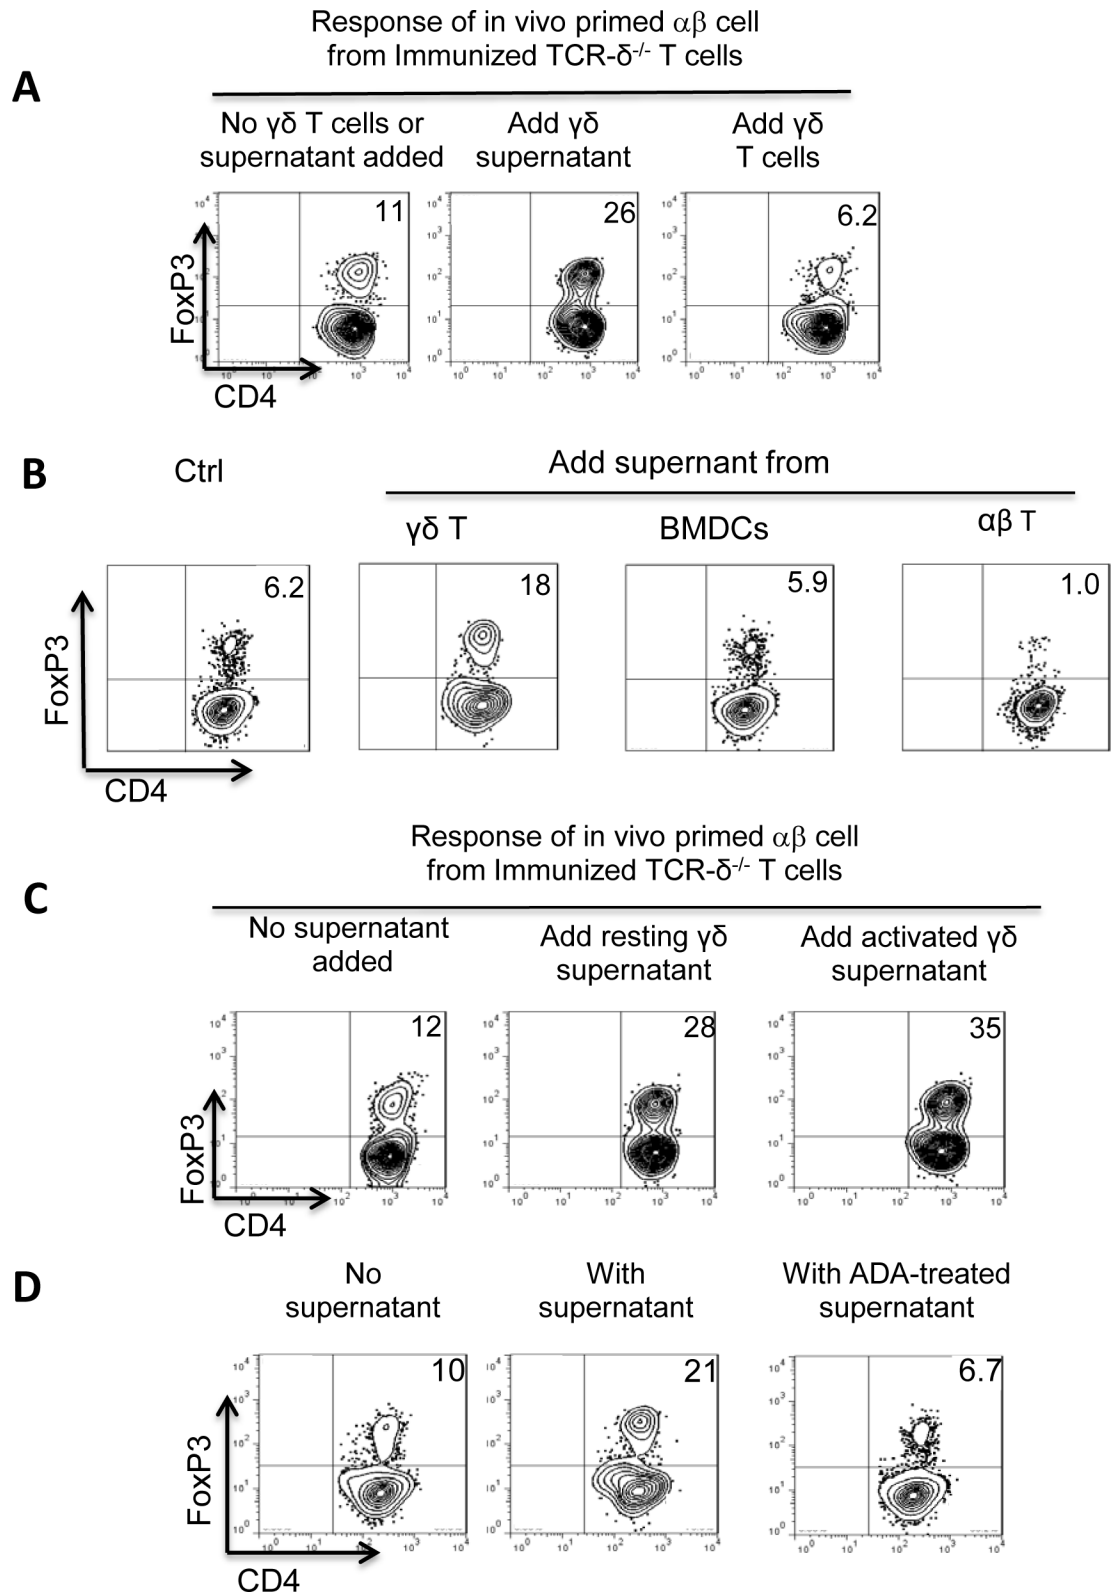 Response of in vivo primed αβ cell
from Immunized TCR-δ-/- T cells
A
No γδ T cells or
supernatant added
Add γδ
supernatant
Add γδ
T cells
11
26
6.2
FoxP3
CD4
B
Ctrl
Add supernant from
γδ T
BMDCs
αβ T
6.2
18
5.9
1.0
FoxP3
CD4
Response of in vivo primed αβ cell
from Immunized TCR-δ-/- T cells
C
No supernatant
added
Add resting γδ
supernatant
Add activated γδ
supernatant
12
28
35
FoxP3
CD4
D
No
supernatant
With
supernatant
With ADA-treated
supernatant
10
21
6.7
FoxP3
CD4